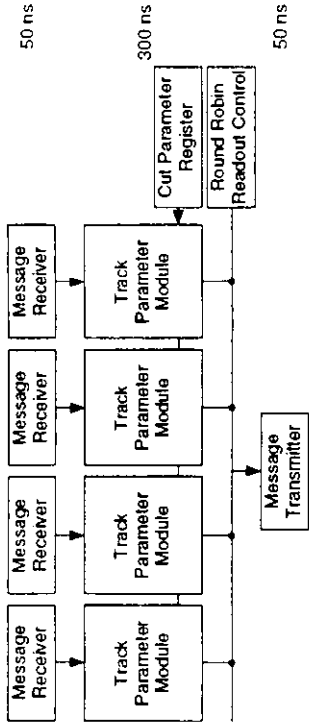 50 ns
300 ns
50 ns
Message
Receiver
Message
Receiver
Message
Receiver
Message
Receiver
Track
Parameter
Module
Track
Parameter
Module
Track
Parameter
Module
Track
Parameter
Module
Cut Parameter
Register
Round Robin
Readout Control
Message
Transmitter